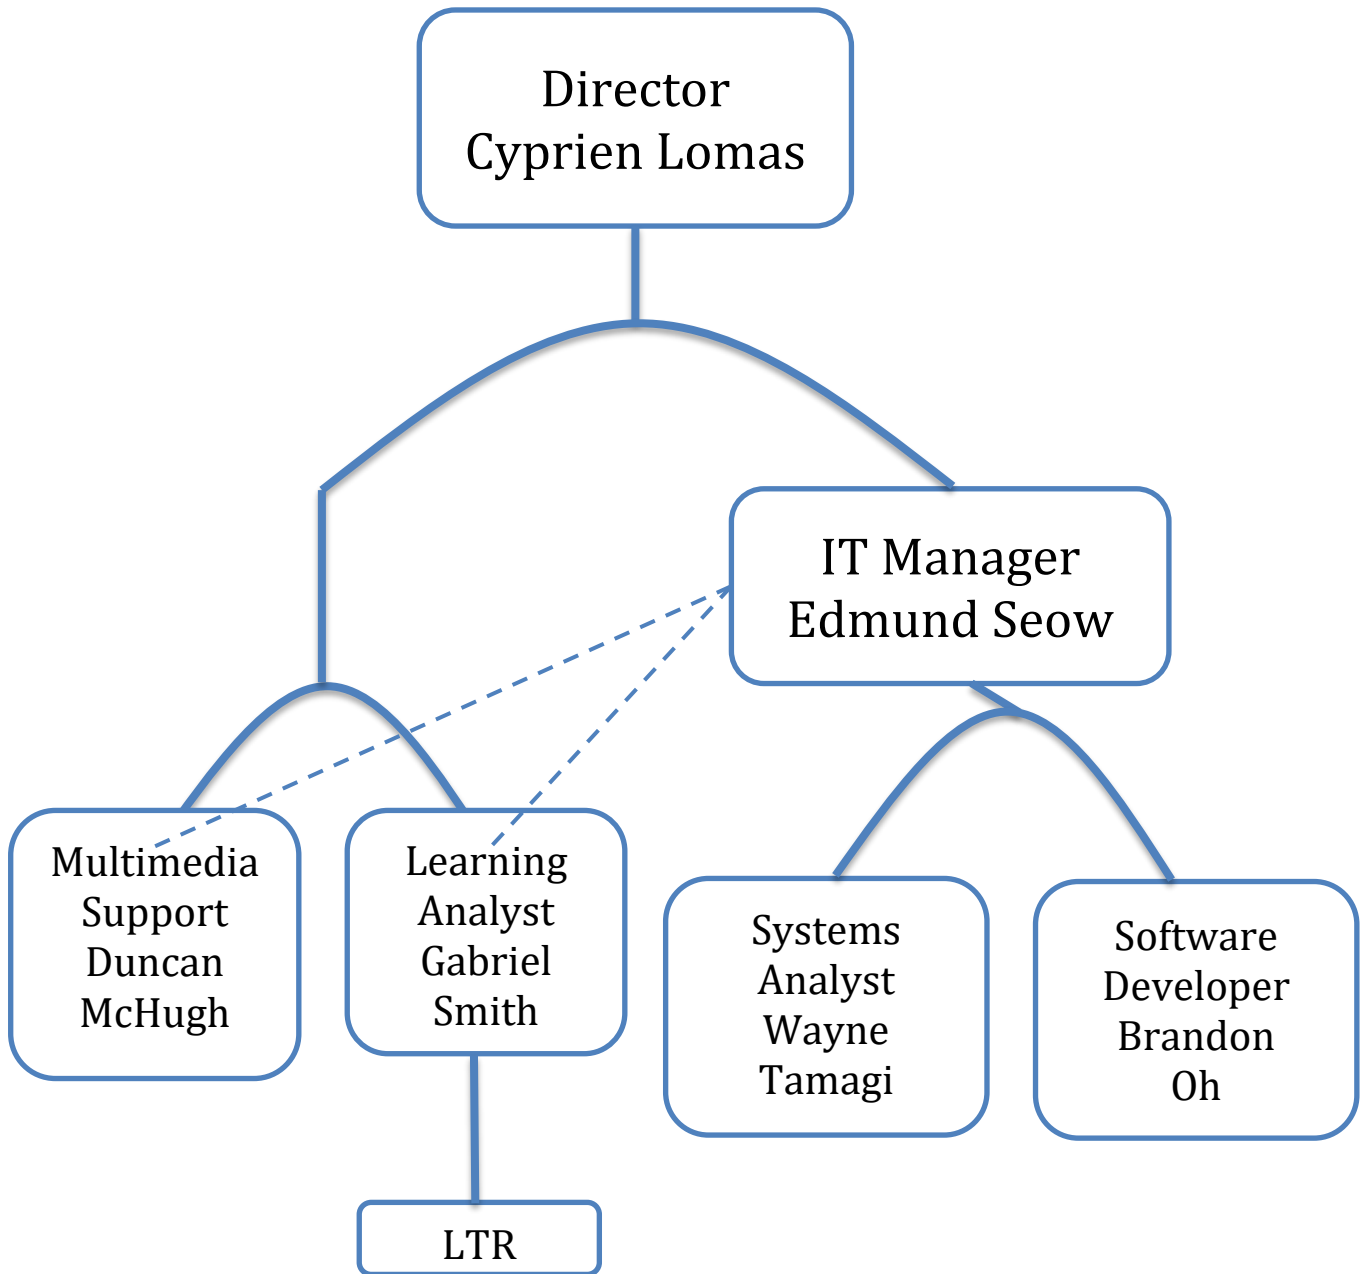 Director
Cyprien Lomas
IT Manager
Edmund Seow
Multimedia
Support
Duncan
McHugh
Learning
Analyst
Gabriel
Smith
Systems
Analyst
Wayne
Tamagi
Software
Developer
Brandon
Oh
LTR